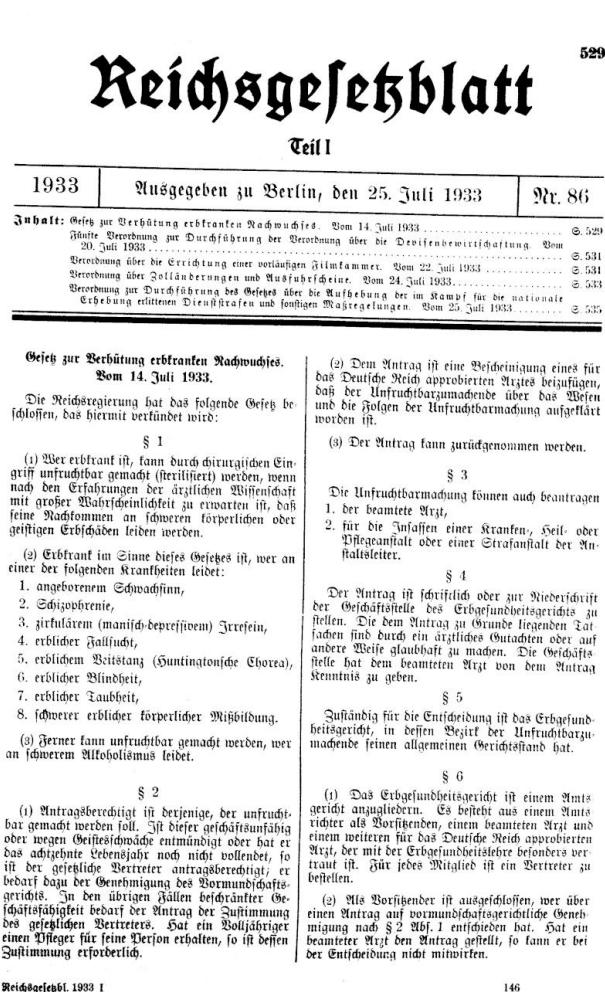 529
Reichsgesetzblatt
Teil I
1933
Ausgegeben zu Berlin, den 25. Juli 1933
Nr. 86
Inhalt: Gesetz zur Verhütung erbkranken Nachwuchses. Vom 14. Juli 1933 ........ S. 529
Fünfte Verordnung zur Durchführung der Verordnung über die Devisenbewirtschaftung. Vom
20. Juli 1933 ........ S. 531
Verordnung über die Errichtung einer vorläufigen Filmkammer. Vom 22. Juli 1933 ........ S. 531
Verordnung über Zolländerungen und Ausfuhrscheine. Vom 24. Juli 1933 ........ S. 533
Verordnung zur Durchführung des Gesetzes über die Aufhebung der im Kampf für die nationale
Erhebung erlittenen Dienststrafen und sonstigen Maßregelungen. Vom 25. Juli 1933 ........ S. 535
Gesetz zur Verhütung erbkranken Nachwuchses.
Vom 14. Juli 1933.
Die Reichsregierung hat das folgende Gesetz be-
schlossen, das hiermit verkündet wird:
§ 1
(1) Wer erbkrank ist, kann durch chirurgischen Ein-
griff unfruchtbar gemacht (sterilisiert) werden, wenn
nach den Erfahrungen der ärztlichen Wissenschaft
mit großer Wahrscheinlichkeit zu erwarten ist, daß
seine Nachkommen an schweren körperlichen oder
geistigen Erbschäden leiden werden.
(2) Erbkrank im Sinne dieses Gesetzes ist, wer an
einer der folgenden Krankheiten leidet:
1. angeborenem Schwachsinn,
2. Schizophrenie,
3. zirkulärem (manisch-depressivem) Irresein,
4. erblicher Fallsucht,
5. erblichem Veitstanz (Huntingtonsche Chorea),
6. erblicher Blindheit,
7. erblicher Taubheit,
8. schwerer erblicher körperlicher Mißbildung.
(3) Ferner kann unfruchtbar gemacht werden, wer
an schwerem Alkoholismus leidet.
§ 2
(1) Antragsberechtigt ist derjenige, der unfrucht-
bar gemacht werden soll. Ist dieser geschäftsunfähig
oder wegen Geistesschwäche entmündigt oder hat er
das achtzehnte Lebensjahr noch nicht vollendet, so
ist der gesetzliche Vertreter antragsberechtigt; er
bedarf dazu der Genehmigung des Vormundschafts-
gerichts. In den übrigen Fällen beschränkter Ge-
schäftsfähigkeit bedarf der Antrag der Zustimmung
des gesetzlichen Vertreters. Hat ein Volljähriger
einen Pfleger für seine Person erhalten, so ist dessen
Zustimmung erforderlich.
(2) Dem Antrag ist eine Bescheinigung eines für
das Deutsche Reich approbierten Arztes beizufügen,
daß der Unfruchtbarzumachende über das Wesen
und die Folgen der Unfruchtbarmachung aufgeklärt
worden ist.
(3) Der Antrag kann zurückgenommen werden.
§ 3
Die Unfruchtbarmachung können auch beantragen
1. der beamtete Arzt,
2. für die Insassen einer Kranken-, Heil- oder
Pflegeanstalt oder einer Strafanstalt der An-
staltsleiter.
§ 4
Der Antrag ist schriftlich oder zur Niederschrift
der Geschäftsstelle des Erbgesundheitsgerichts zu
stellen. Die dem Antrag zu Grunde liegenden Tat-
sachen sind durch ein ärztliches Gutachten oder auf
andere Weise glaubhaft zu machen. Die Geschäfts-
stelle hat dem beamteten Arzt von dem Antrag
Kenntnis zu geben.
§ 5
Zuständig für die Entscheidung ist das Erbgesund-
heitsgericht, in dessen Bezirk der Unfruchtbarzu-
machende seinen allgemeinen Gerichtsstand hat.
§ 6
(1) Das Erbgesundheitsgericht ist einem Amts-
gericht anzugliedern. Es besteht aus einem Amts-
richter als Vorsitzenden, einem beamteten Arzt und
einem weiteren für das Deutsche Reich approbierten
Arzt, der mit der Erbgesundheitslehre besonders ver-
traut ist. Für jedes Mitglied ist ein Vertreter zu
bestellen.
(2) Als Vorsitzender ist ausgeschlossen, wer über
einen Antrag auf vormundschaftsgerichtliche Geneh-
migung nach § 2 Abs. 1 entschieden hat. Hat ein
beamteter Arzt den Antrag gestellt, so kann er bei
der Entscheidung nicht mitwirken.
Reichsgesetzbl. 1933 I
146